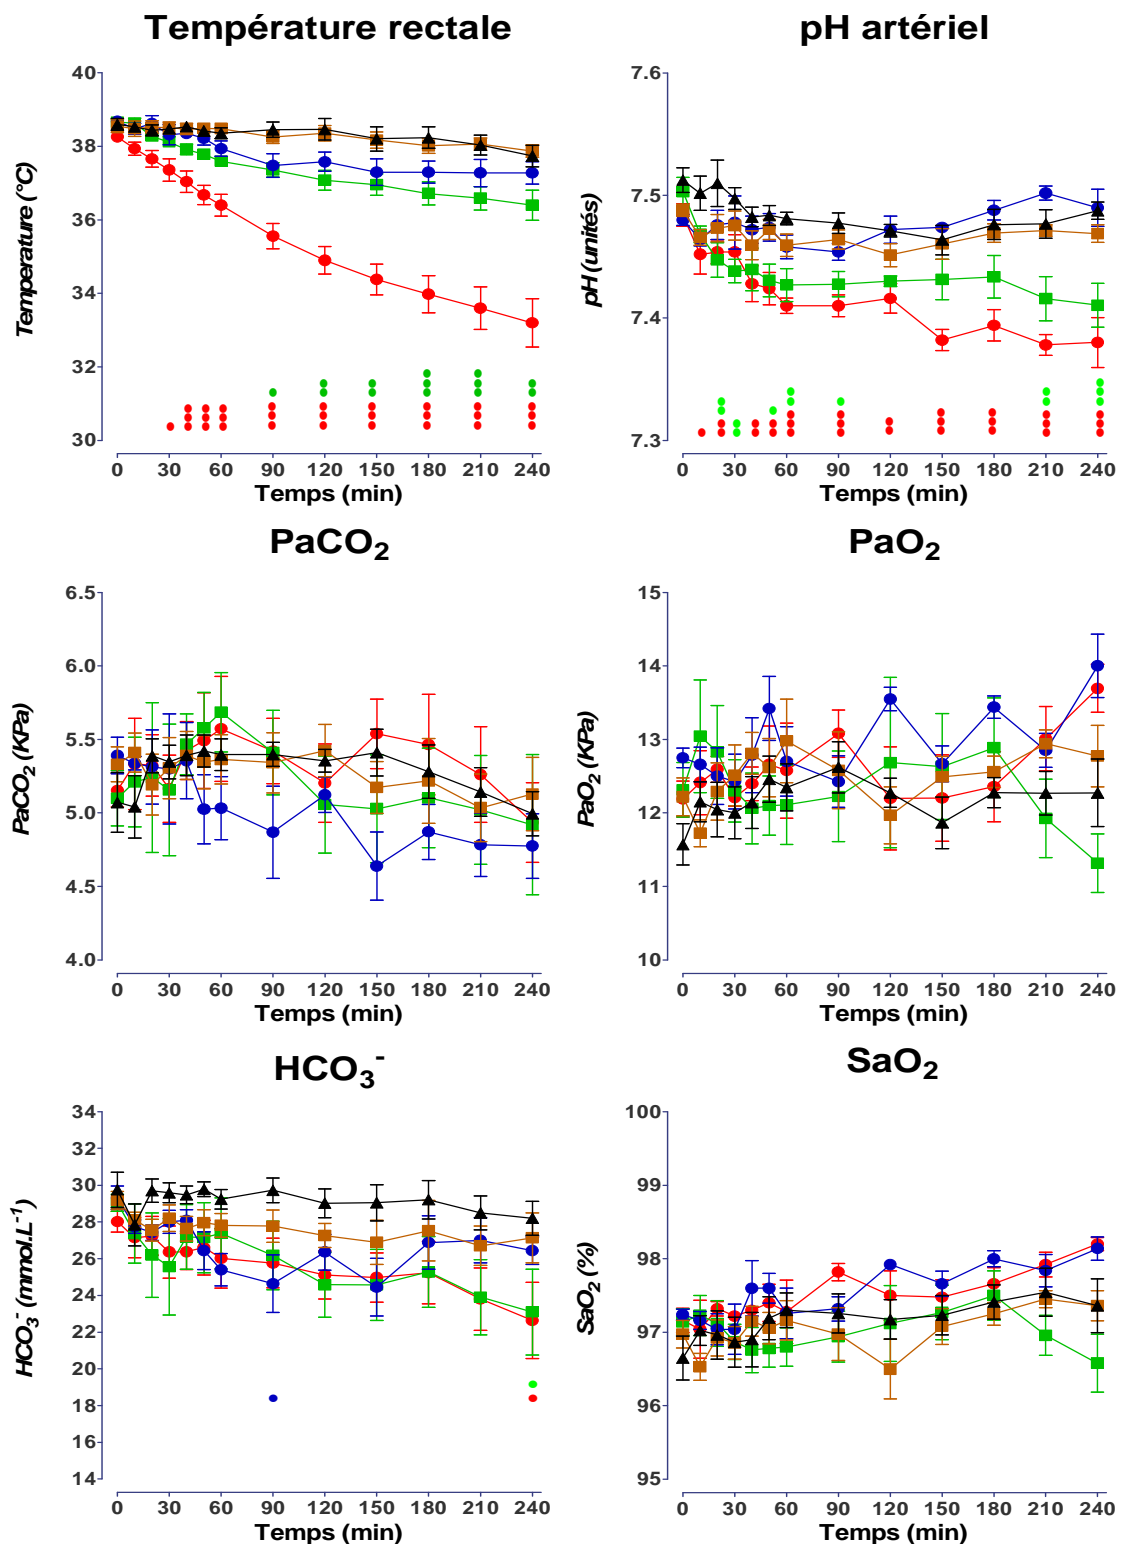 Température rectale
40
38
36
34
32
30
Temperature (°C)
0 30 60 90 120 150 180 210 240
Temps (min)
pH artériel
7.6
7.5
7.4
7.3
pH (unités)
0 30 60 90 120 150 180 210 240
Temps (min)
PaCO2
6.5
6.0
5.5
5.0
4.5
4.0
PaCO2 (KPa)
0 30 60 90 120 150 180 210 240
Temps (min)
PaO2
15
14
13
12
11
10
PaO2 (KPa)
0 30 60 90 120 150 180 210 240
Temps (min)
HCO3-
34
32
30
28
26
24
22
20
18
16
14
HCO3- (mmol.L-1)
0 30 60 90 120 150 180 210 240
Temps (min)
SaO2
100
99
98
97
96
95
SaO2 (%)
0 30 60 90 120 150 180 210 240
Temps (min)